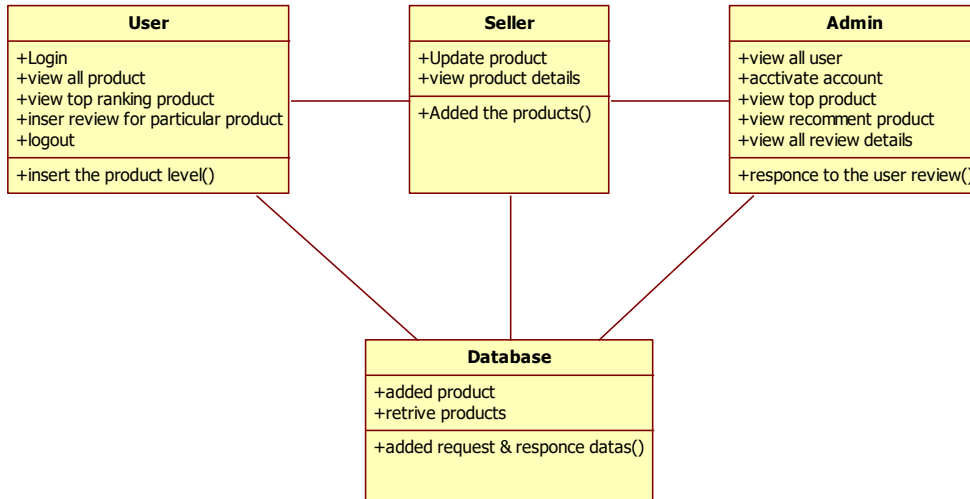 User
+Login
+view all product
+view top ranking product
+inser review for particular product
+logout
+insert the product level()
Seller
+Update product
+view product details
+Added the products()
Admin
+view all user
+acctivate account
+view top product
+view recomment product
+view all review details
+responce to the user review()
Database
+added product
+retrive products
+added request & responce datas()